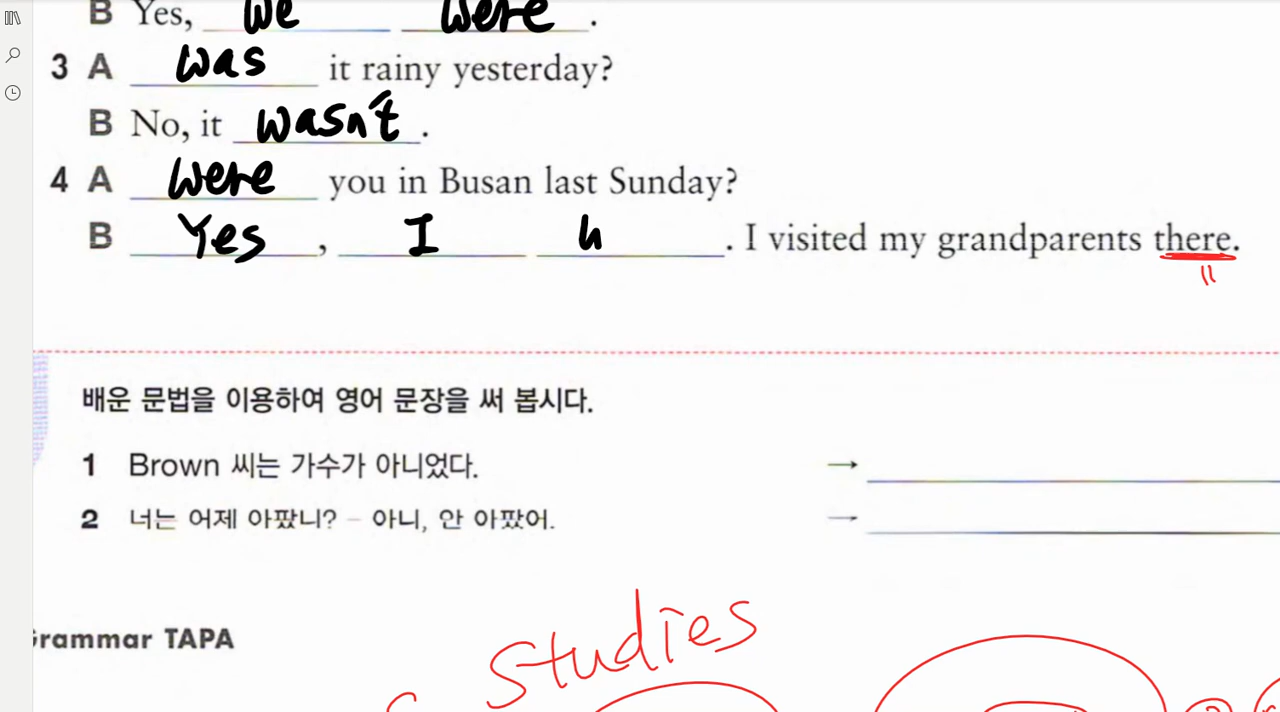 B Yes, we were.
3 A was it rainy yesterday?
B No, it wasn't.
4 A were you in Busan last Sunday?
B Yes, I . I visited my grandparents there.
배운 문법을 이용하여 영어 문장을 써 봅시다.
1 Brown 씨는 가수가 아니었다. →
2 너는 어제 아팠니? – 아니, 안 아팠어. →
Studies
Grammar TAPA